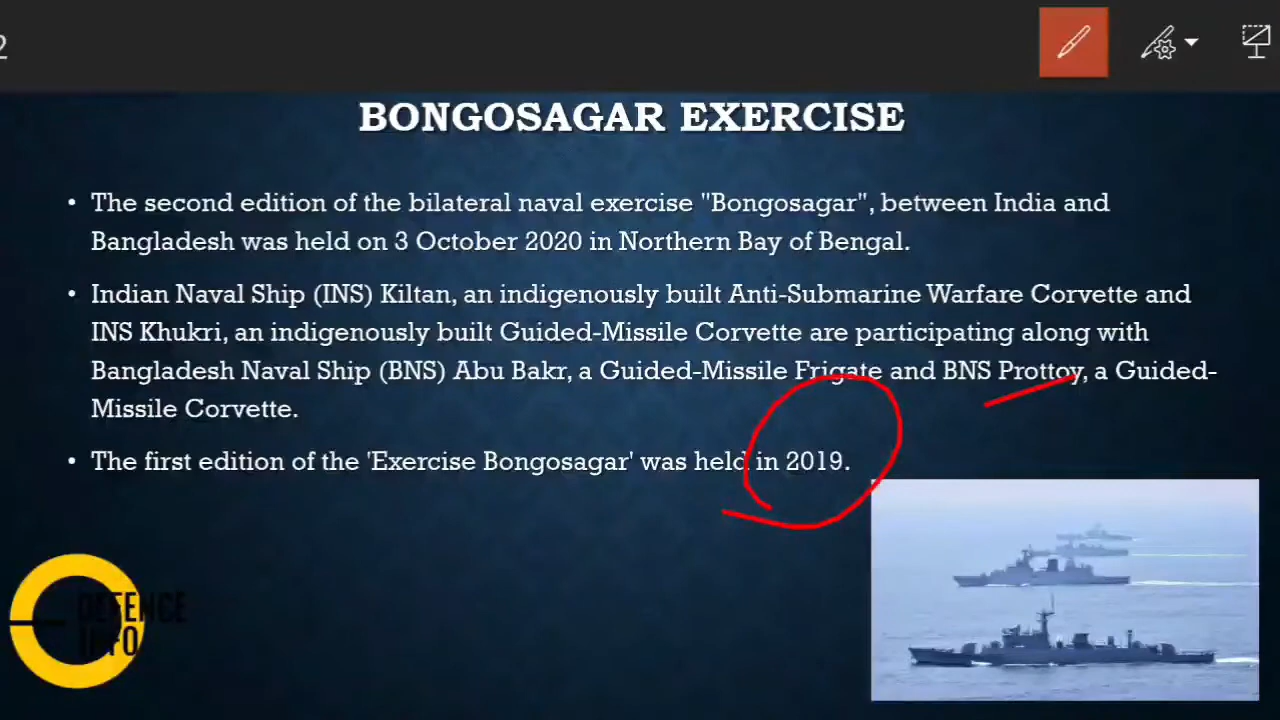 2
BONGOSAGAR EXERCISE
• The second edition of the bilateral naval exercise "Bongosagar", between India and
Bangladesh was held on 3 October 2020 in Northern Bay of Bengal.
• Indian Naval Ship (INS) Kiltan, an indigenously built Anti-Submarine Warfare Corvette and
INS Khukri, an indigenously built Guided-Missile Corvette are participating along with
Bangladesh Naval Ship (BNS) Abu Bakr, a Guided-Missile Frigate and BNS Prottoy, a Guided-
Missile Corvette.
• The first edition of the 'Exercise Bongosagar' was held in 2019.
DEFENCE
INFO